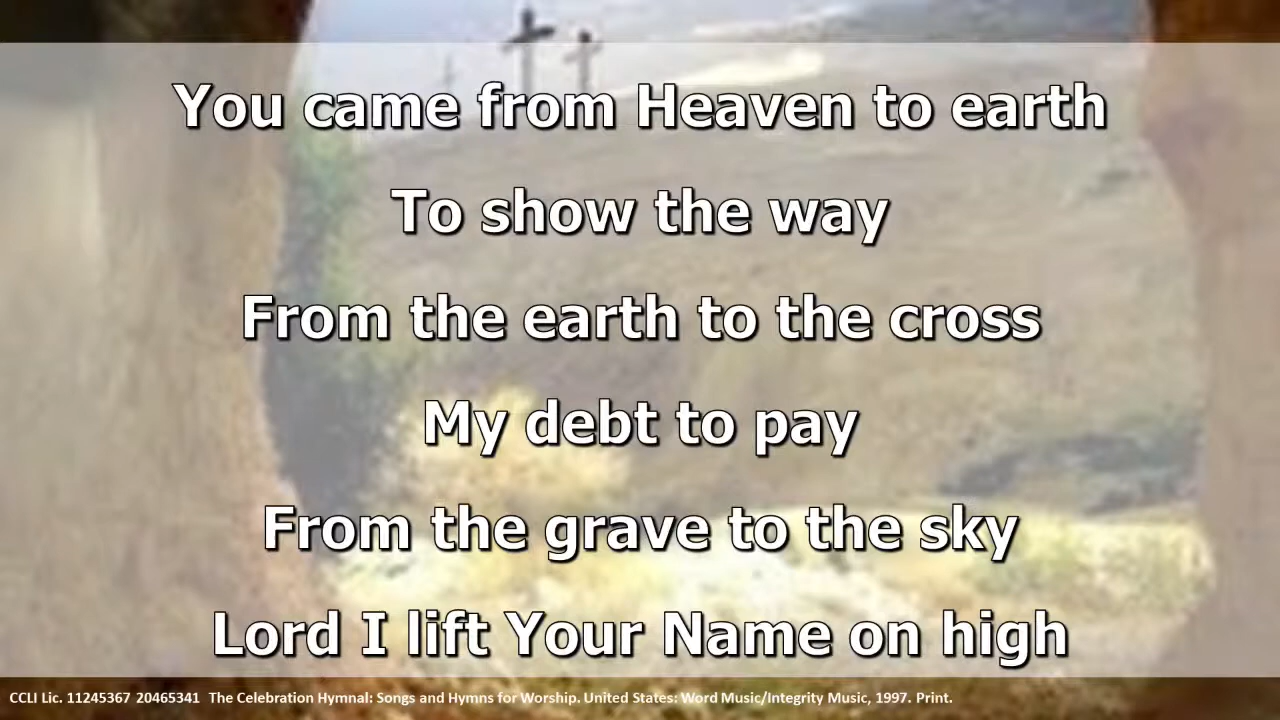 You came from Heaven to earth
To show the way
From the earth to the cross
My debt to pay
From the grave to the sky
Lord I lift Your Name on high
CCLI Lic. 11245367 20465341 The Celebration Hymnal: Songs and Hymns for Worship. United States: Word Music/Integrity Music, 1997. Print.